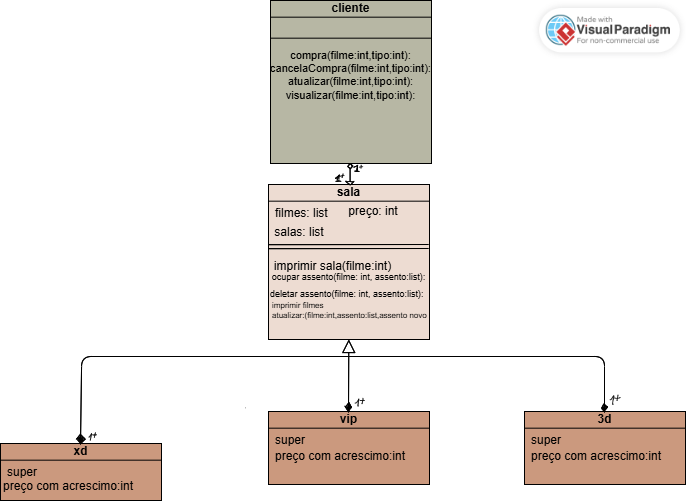 cliente
Made with
VisualParadigm
For non-commercial use
compra(filme:int,tipo:int):
cancelaCompra(filme:int,tipo:int):
atualizar(filme:int,tipo:int):
visualizar(filme:int,tipo:int):
1+
1+
sala
filmes: list
preço: int
salas: list
imprimir sala(filme:int)
ocupar assento(filme: int, assento:list):
deletar assento(filme: int, assento:list):
imprimir filmes
atualizar:(filme:int,assento:list,assento novo
1+
1+
1+
xd
super
preço com acrescimo:int
vip
super
preço com acrescimo:int
3d
super
preço com acrescimo:int